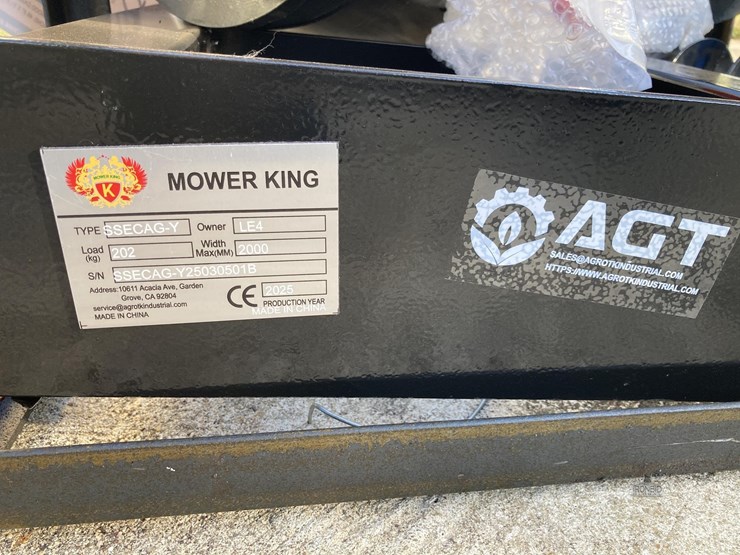 MOWER KING
K
MOWER KING
TYPE SSECAG-Y Owner LE4
Load (kg) 202 Width Max(MM) 2000
S/N SSECAG-Y25030501B
Address:10611 Acacia Ave, Garden
Grove, CA 92804
service@agrotkindustrial.com
MADE IN CHINA
CE 2025
PRODUCTION YEAR
MADE IN CHINA
AGT
SALES@AGROTKINDUSTRIAL.COM
HTTPS://WWW.AGROTKINDUSTRIAL.COM